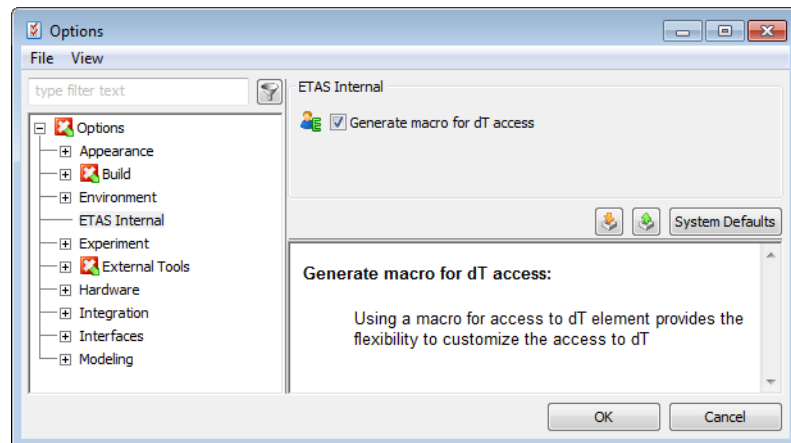 Options
File View
type filter text
Options
Appearance
Build
Environment
ETAS Internal
Experiment
External Tools
Hardware
Integration
Interfaces
Modeling
ETAS Internal
Generate macro for dT access
System Defaults
Generate macro for dT access:
Using a macro for access to dT element provides the
flexibility to customize the access to dT
OK Cancel